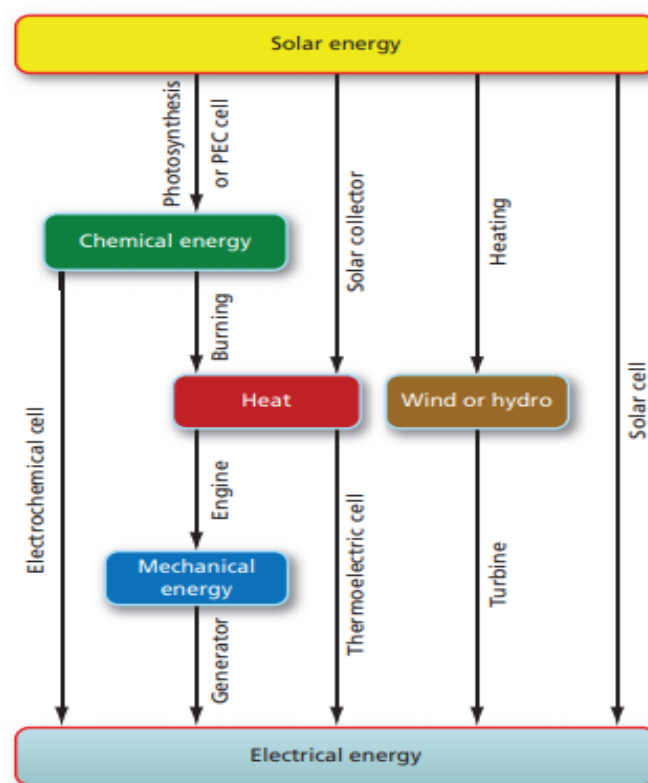 Solar energy
Photosynthesis
or PEC cell
Solar collector
Heating
Solar cell
Chemical energy
Burning
Heat
Wind or hydro
Electrochemical cell
Engine
Thermoelectric cell
Turbine
Mechanical
energy
Generator
Electrical energy